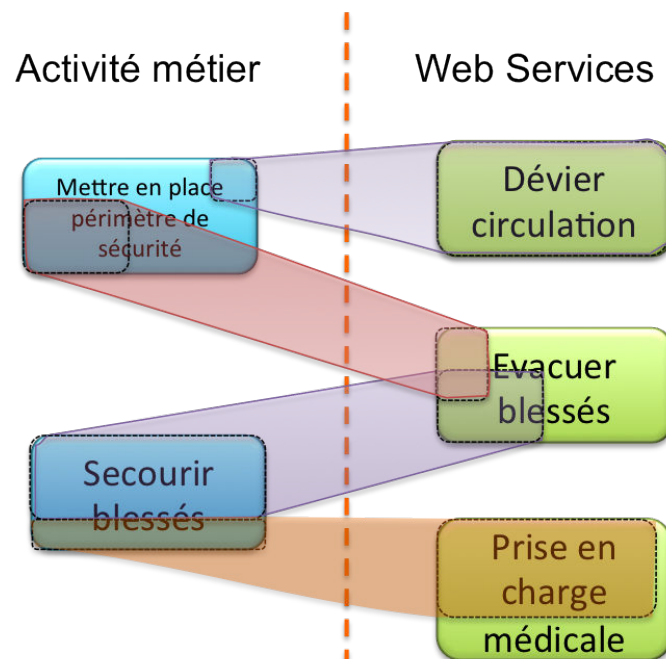 Activité métier
Web Services
Mettre en place
périmètre de
sécurité
Dévier
circulation
Evacuer
blessés
Secourir
blessés
Prise en
charge
médicale